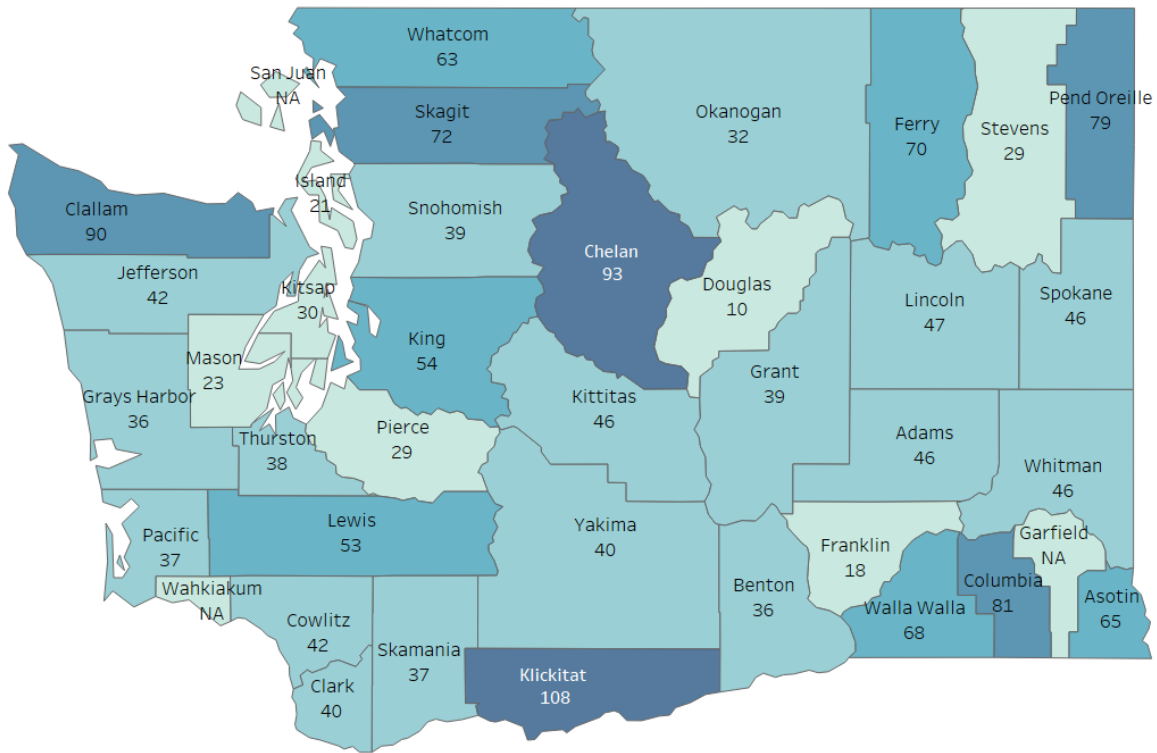 Whatcom
63
San Juan
NA
Skagit
72
Okanogan
32
Ferry
70
Stevens
29
Pend Oreille
79
Island
21
Clallam
90
Snohomish
39
Chelan
93
Jefferson
42
Kitsap
30
Douglas
10
Lincoln
47
Spokane
46
King
54
Mason
23
Grant
39
Grays Harbor
36
Kittitas
46
Pierce
29
Thurston
38
Adams
46
Whitman
46
Lewis
53
Yakima
40
Pacific
37
Franklin
18
Garfield
NA
Wahkiakum
NA
Benton
36
Columbia
81
Walla Walla
68
Asotin
65
Cowlitz
42
Skamania
37
Klickitat
108
Clark
40